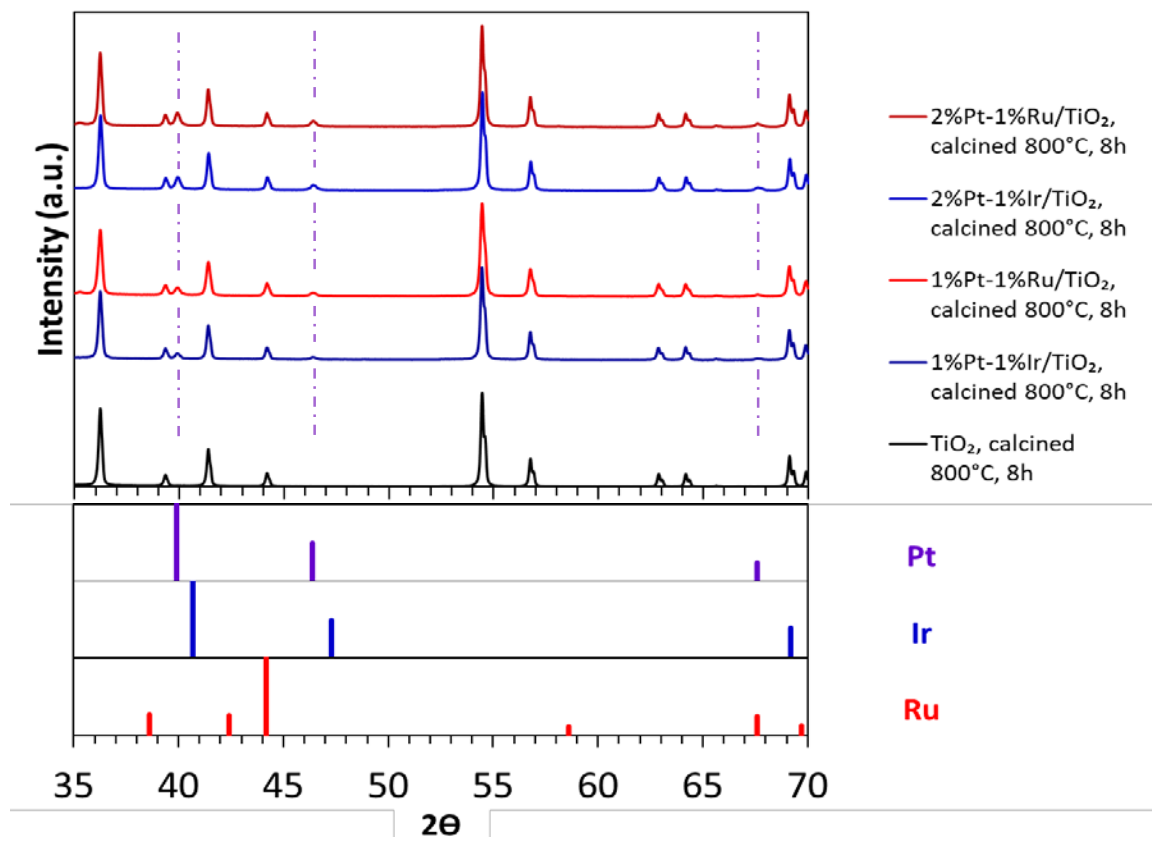 Intensity (a.u.)
2%Pt-1%Ru/TiO₂,
calcined 800°C, 8h
2%Pt-1%Ir/TiO₂,
calcined 800°C, 8h
1%Pt-1%Ru/TiO₂,
calcined 800°C, 8h
1%Pt-1%Ir/TiO₂,
calcined 800°C, 8h
TiO₂, calcined
800°C, 8h
Pt
Ir
Ru
35 40 45 50 55 60 65 70
2Ɵ